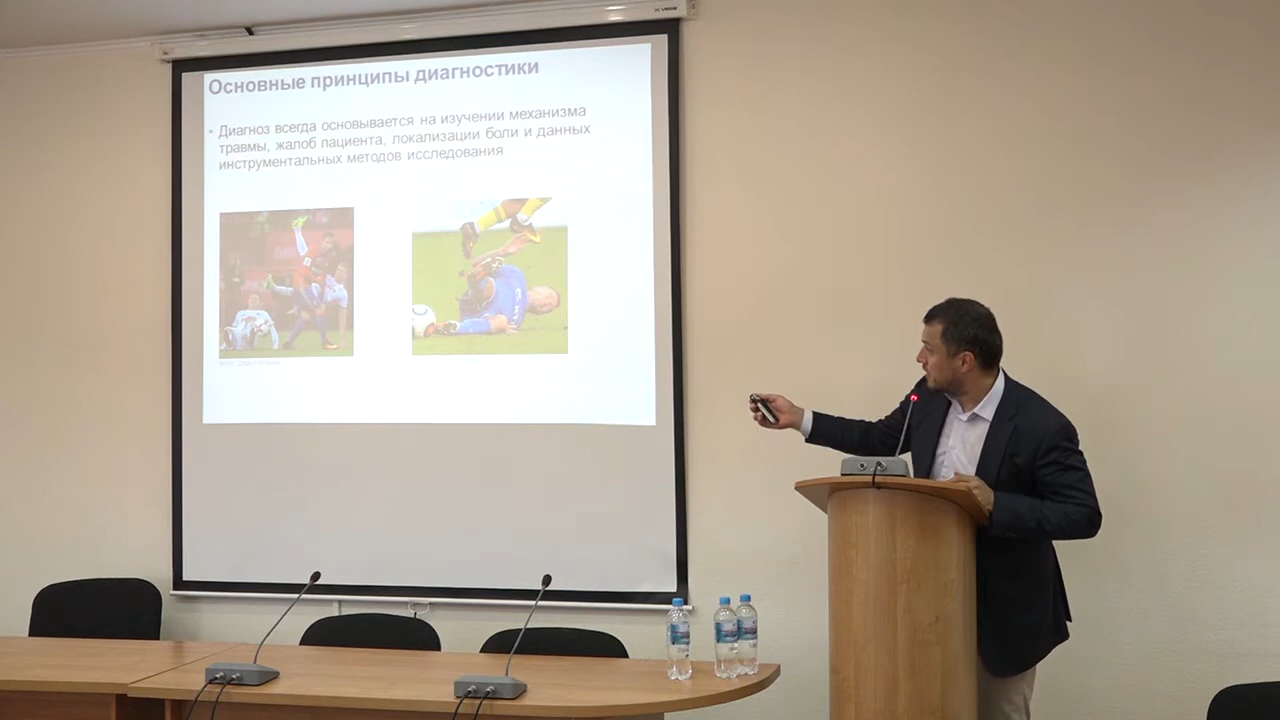 Основные принципы диагностики
• Диагноз всегда основывается на изучении механизма
травмы, жалоб пациента, локализации боли и данных
инструментальных методов исследования